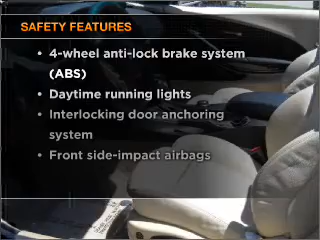 SAFETY FEATURES
• 4-wheel anti-lock brake system
(ABS)
• Daytime running lights
• Interlocking door anchoring
system
• Front side-impact airbags